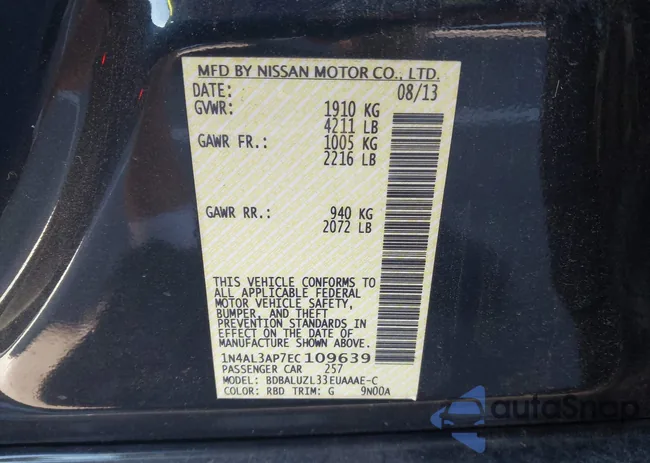 MFD BY NISSAN MOTOR CO., LTD.
DATE: 08/13
GVWR: 1910 KG
4211 LB
GAWR FR.: 1005 KG
2216 LB
GAWR RR.: 940 KG
2072 LB
THIS VEHICLE CONFORMS TO
ALL APPLICABLE FEDERAL
MOTOR VEHICLE SAFETY,
BUMPER, AND THEFT
PREVENTION STANDARDS IN
EFFECT ON THE DATE OF
MANUFACTURE SHOWN ABOVE.
1N4AL3AP7EC109639
PASSENGER CAR 257
MODEL: BDBALUZL33EUAAAE-C
COLOR: RBD TRIM: G 9N00A
autoSnap